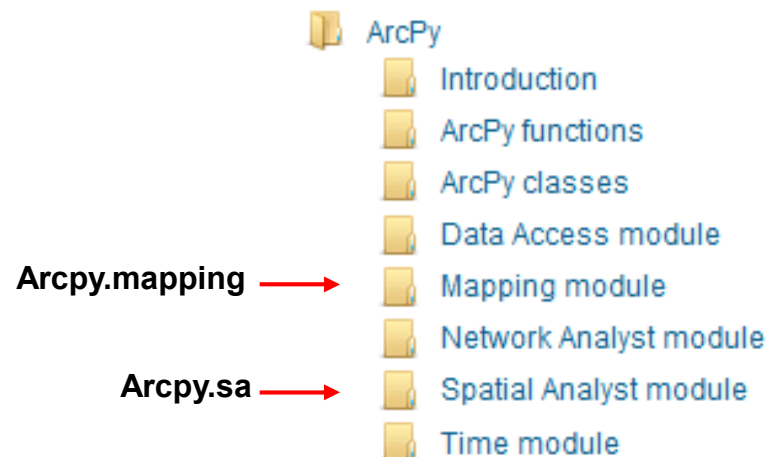 ArcPy
Introduction
ArcPy functions
ArcPy classes
Data Access module
Arcpy.mapping Mapping module
Network Analyst module
Arcpy.sa Spatial Analyst module
Time module